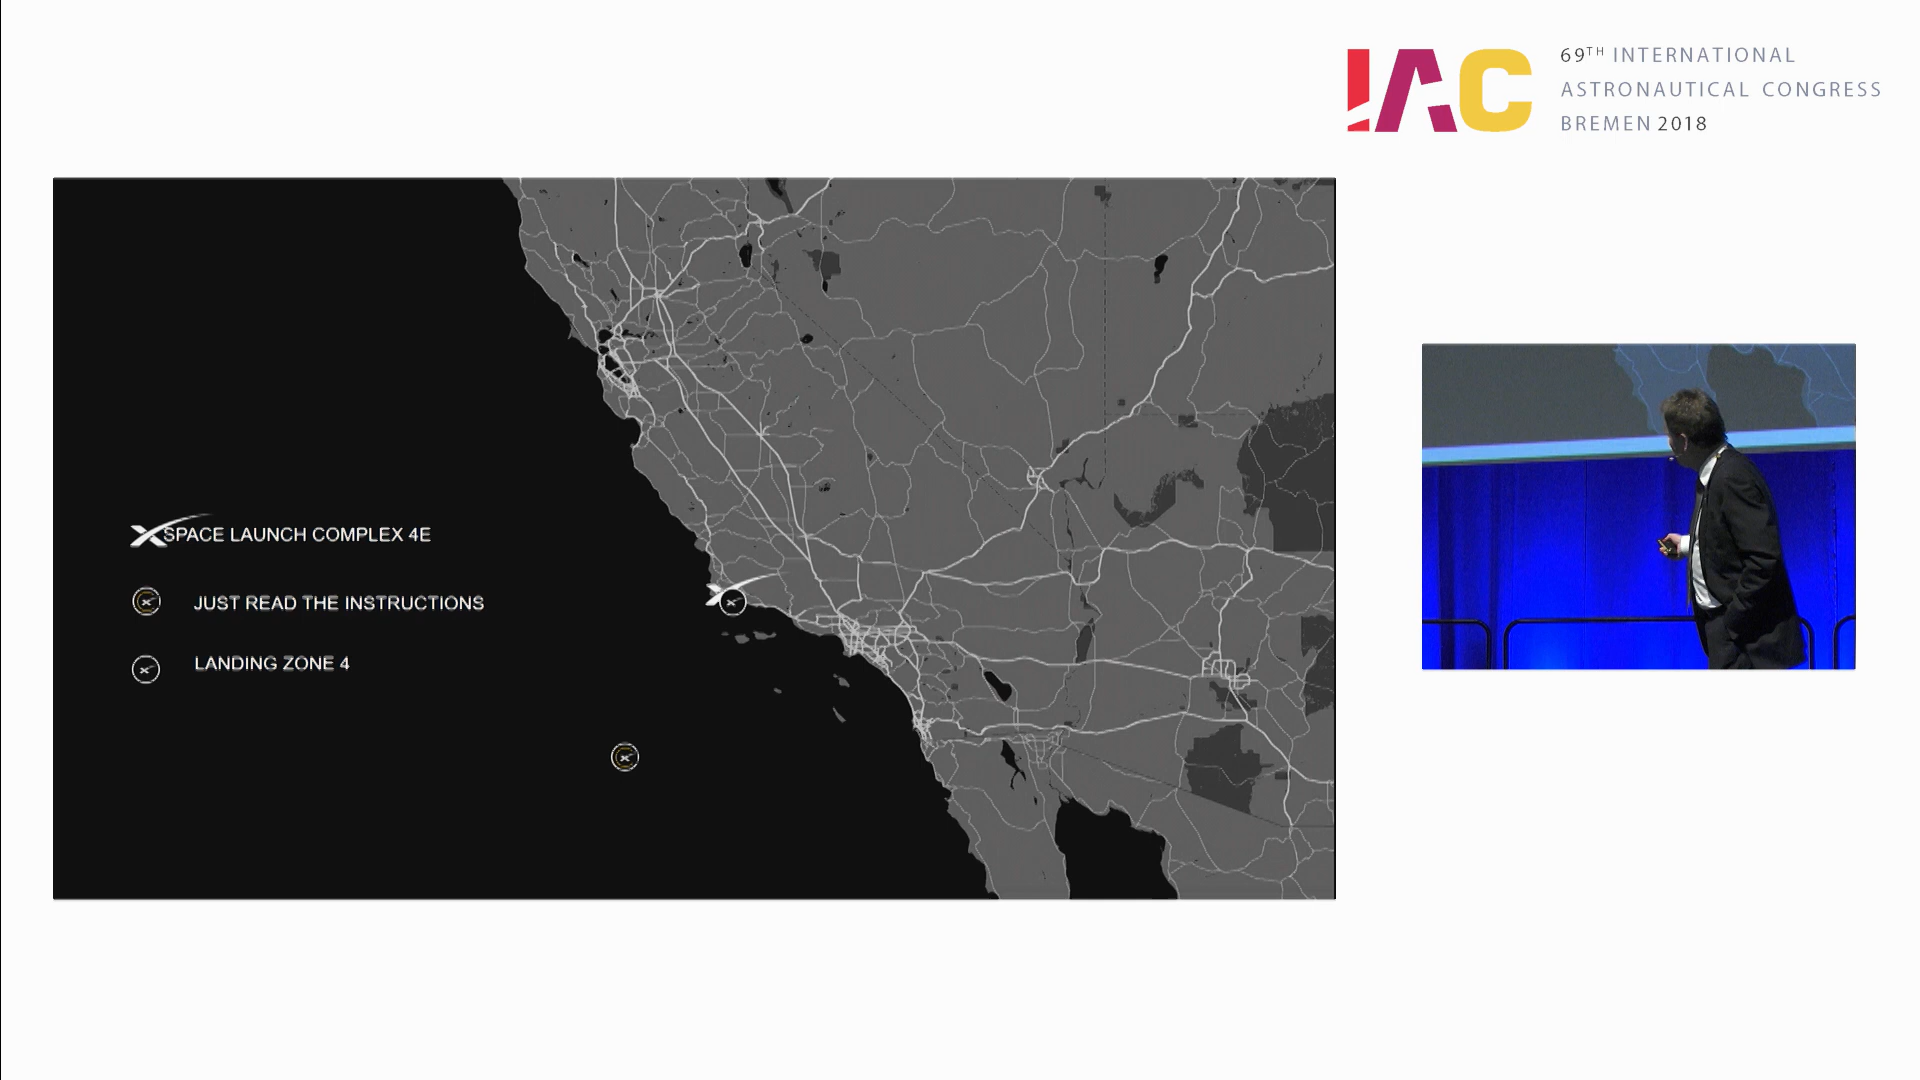 IAC
69TH INTERNATIONAL
ASTRONAUTICAL CONGRESS
BREMEN 2018
SPACE LAUNCH COMPLEX 4E
JUST READ THE INSTRUCTIONS
LANDING ZONE 4